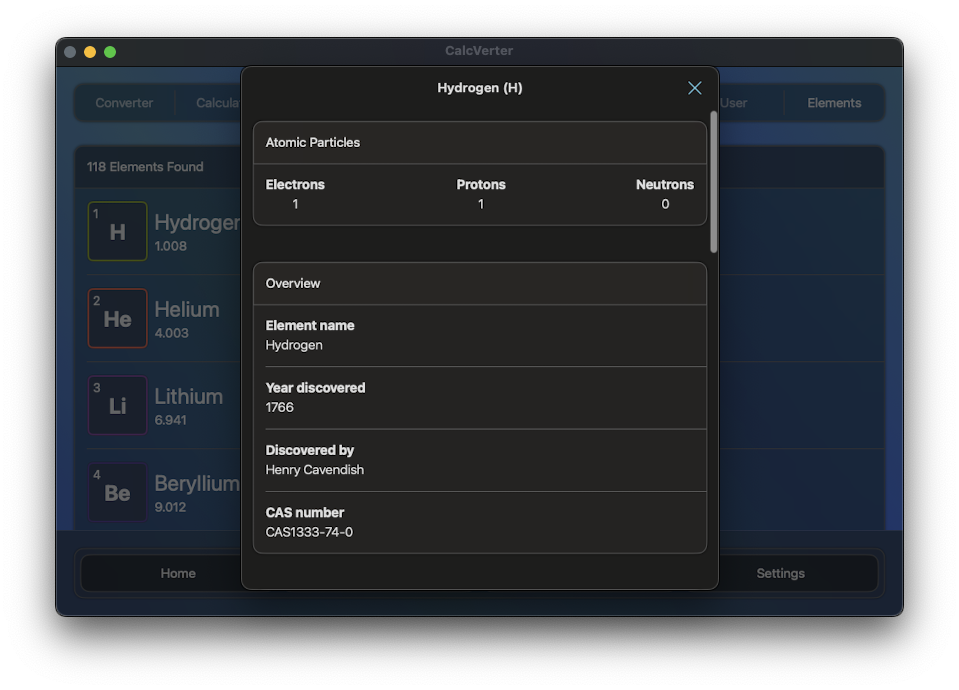 CalcVerter
Converter
User
Elements
118 Elements Found
1
H
Hydrogen
1.008
2
He
Helium
4.003
3
Li
Lithium
6.941
4
Be
Beryllium
9.012
Home
Settings
Hydrogen (H)
Atomic Particles
Electrons Protons Neutrons
1 1 0
Overview
Element name
Hydrogen
Year discovered
1766
Discovered by
Henry Cavendish
CAS number
CAS1333-74-0